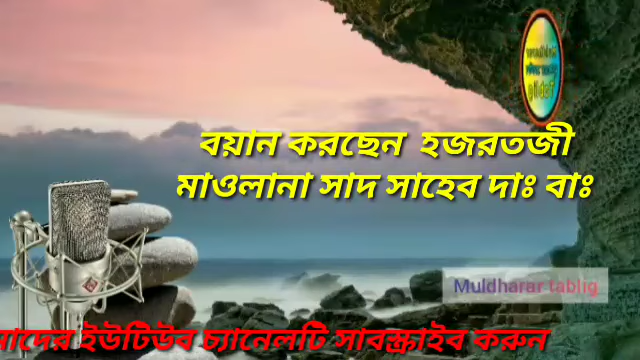 বয়ান করছেন হজরতজী
মাওলানা সাদ সাহেব দাঃ বাঃ
Muldharar tablig
ইউটিউব চ্যানেলটি সাবস্ক্রাইব করুন